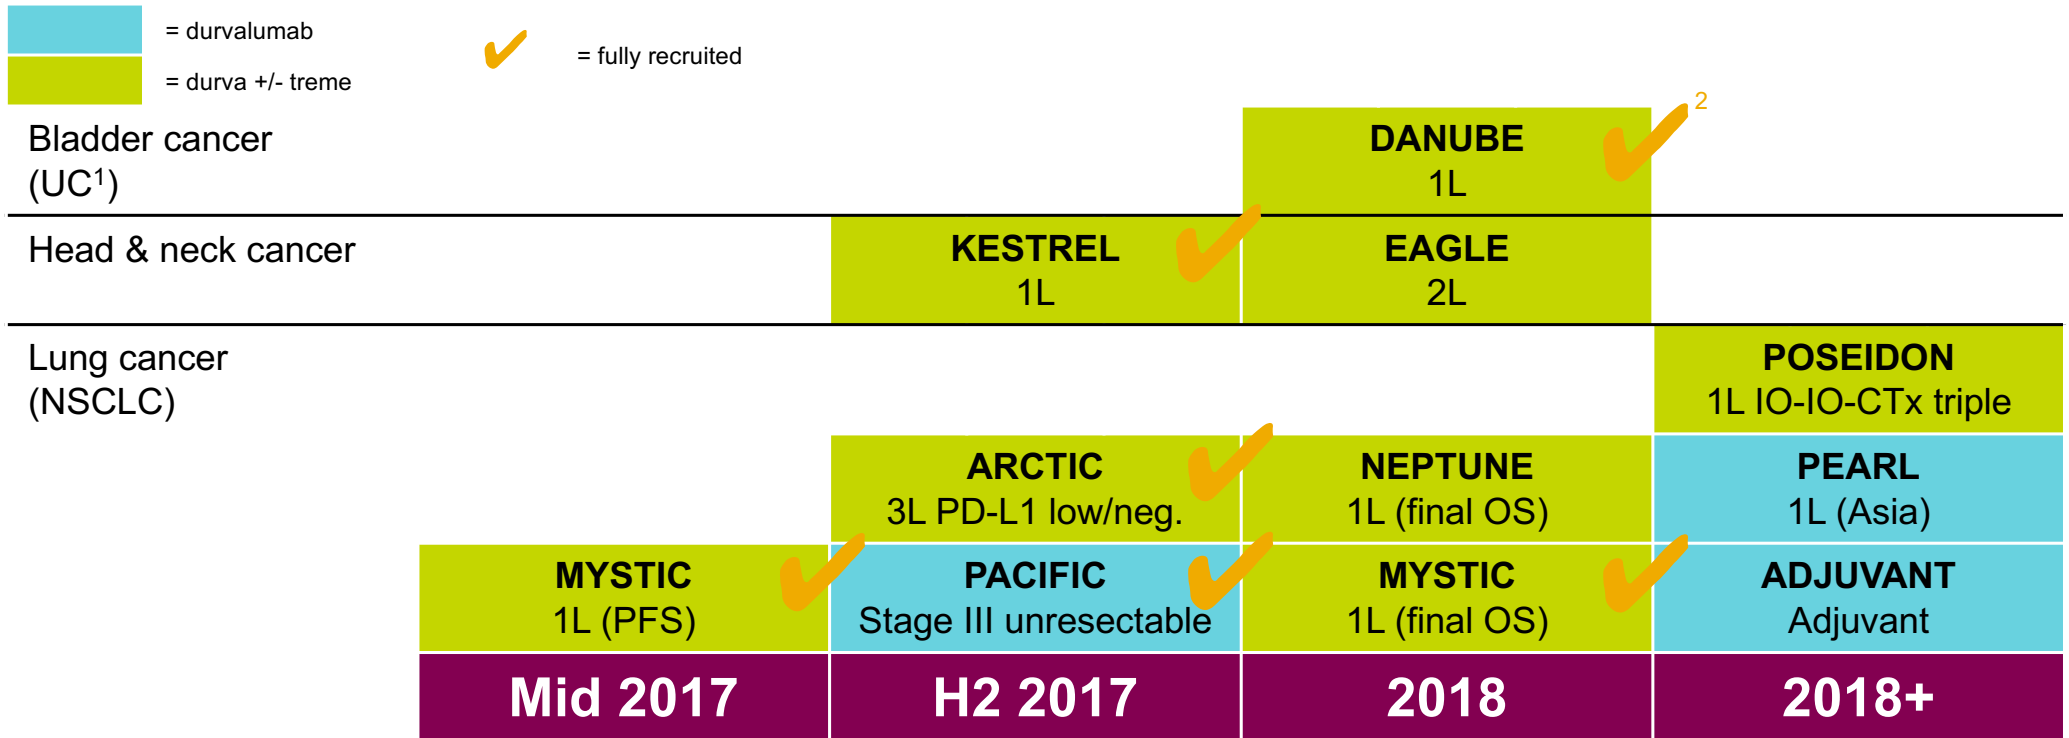 = durvalumab
= fully recruited
= durva +/- treme
Bladder cancer
(UC¹)
DANUBE
1L
2
Head & neck cancer
KESTREL
1L
EAGLE
2L
Lung cancer
(NSCLC)
POSEIDON
1L IO-IO-CTx triple
ARCTIC
3L PD-L1 low/neg.
NEPTUNE
1L (final OS)
PEARL
1L (Asia)
MYSTIC
1L (PFS)
PACIFIC
Stage III unresectable
MYSTIC
1L (final OS)
ADJUVANT
Adjuvant
Mid 2017
H2 2017
2018
2018+